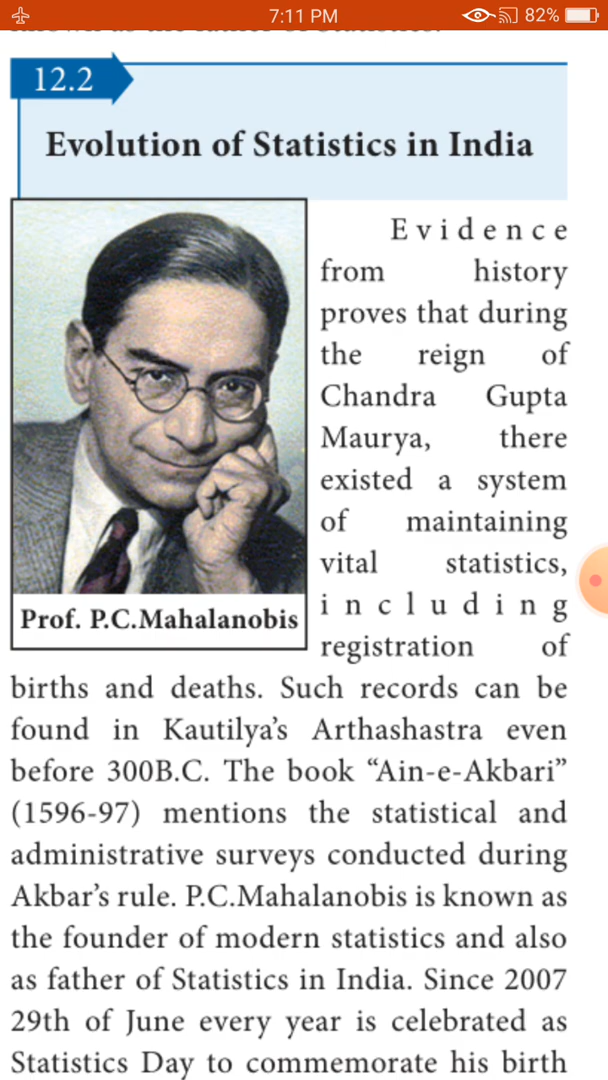 7:11 PM
82%
12.2
Evolution of Statistics in India
Evidence
from history
proves that during
the reign of
Chandra Gupta
Maurya, there
existed a system
of maintaining
vital statistics,
including
registration of
Prof. P.C.Mahalanobis
births and deaths. Such records can be
found in Kautilya’s Arthashastra even
before 300B.C. The book “Ain-e-Akbari”
(1596-97) mentions the statistical and
administrative surveys conducted during
Akbar’s rule. P.C.Mahalanobis is known as
the founder of modern statistics and also
as father of Statistics in India. Since 2007
29th of June every year is celebrated as
Statistics Day to commemorate his birth